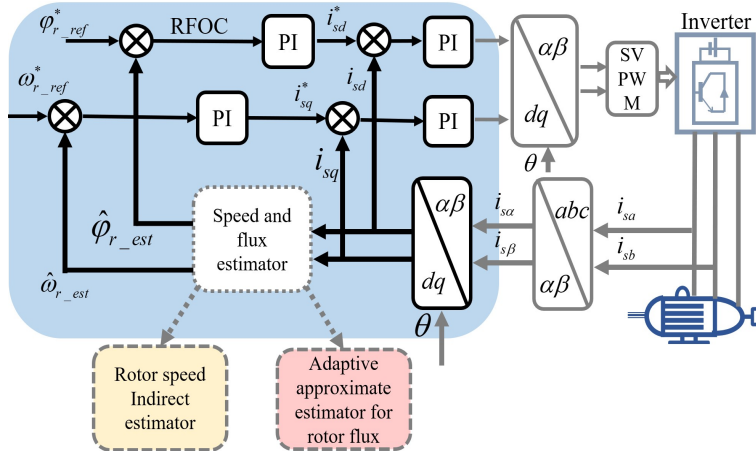 φ*r_ref
RFOC
PI
i*sd
PI
αβ
dq
SV
PW
M
Inverter
ω*r_ref
PI
i*sq
isd
PI
isq
θ
φ̂r_est
Speed and
flux
estimator
αβ
dq
isα
isβ
abc
αβ
isa
isb
ω̂r_est
θ
Rotor speed
Indirect
estimator
Adaptive
approximate
estimator for
rotor flux